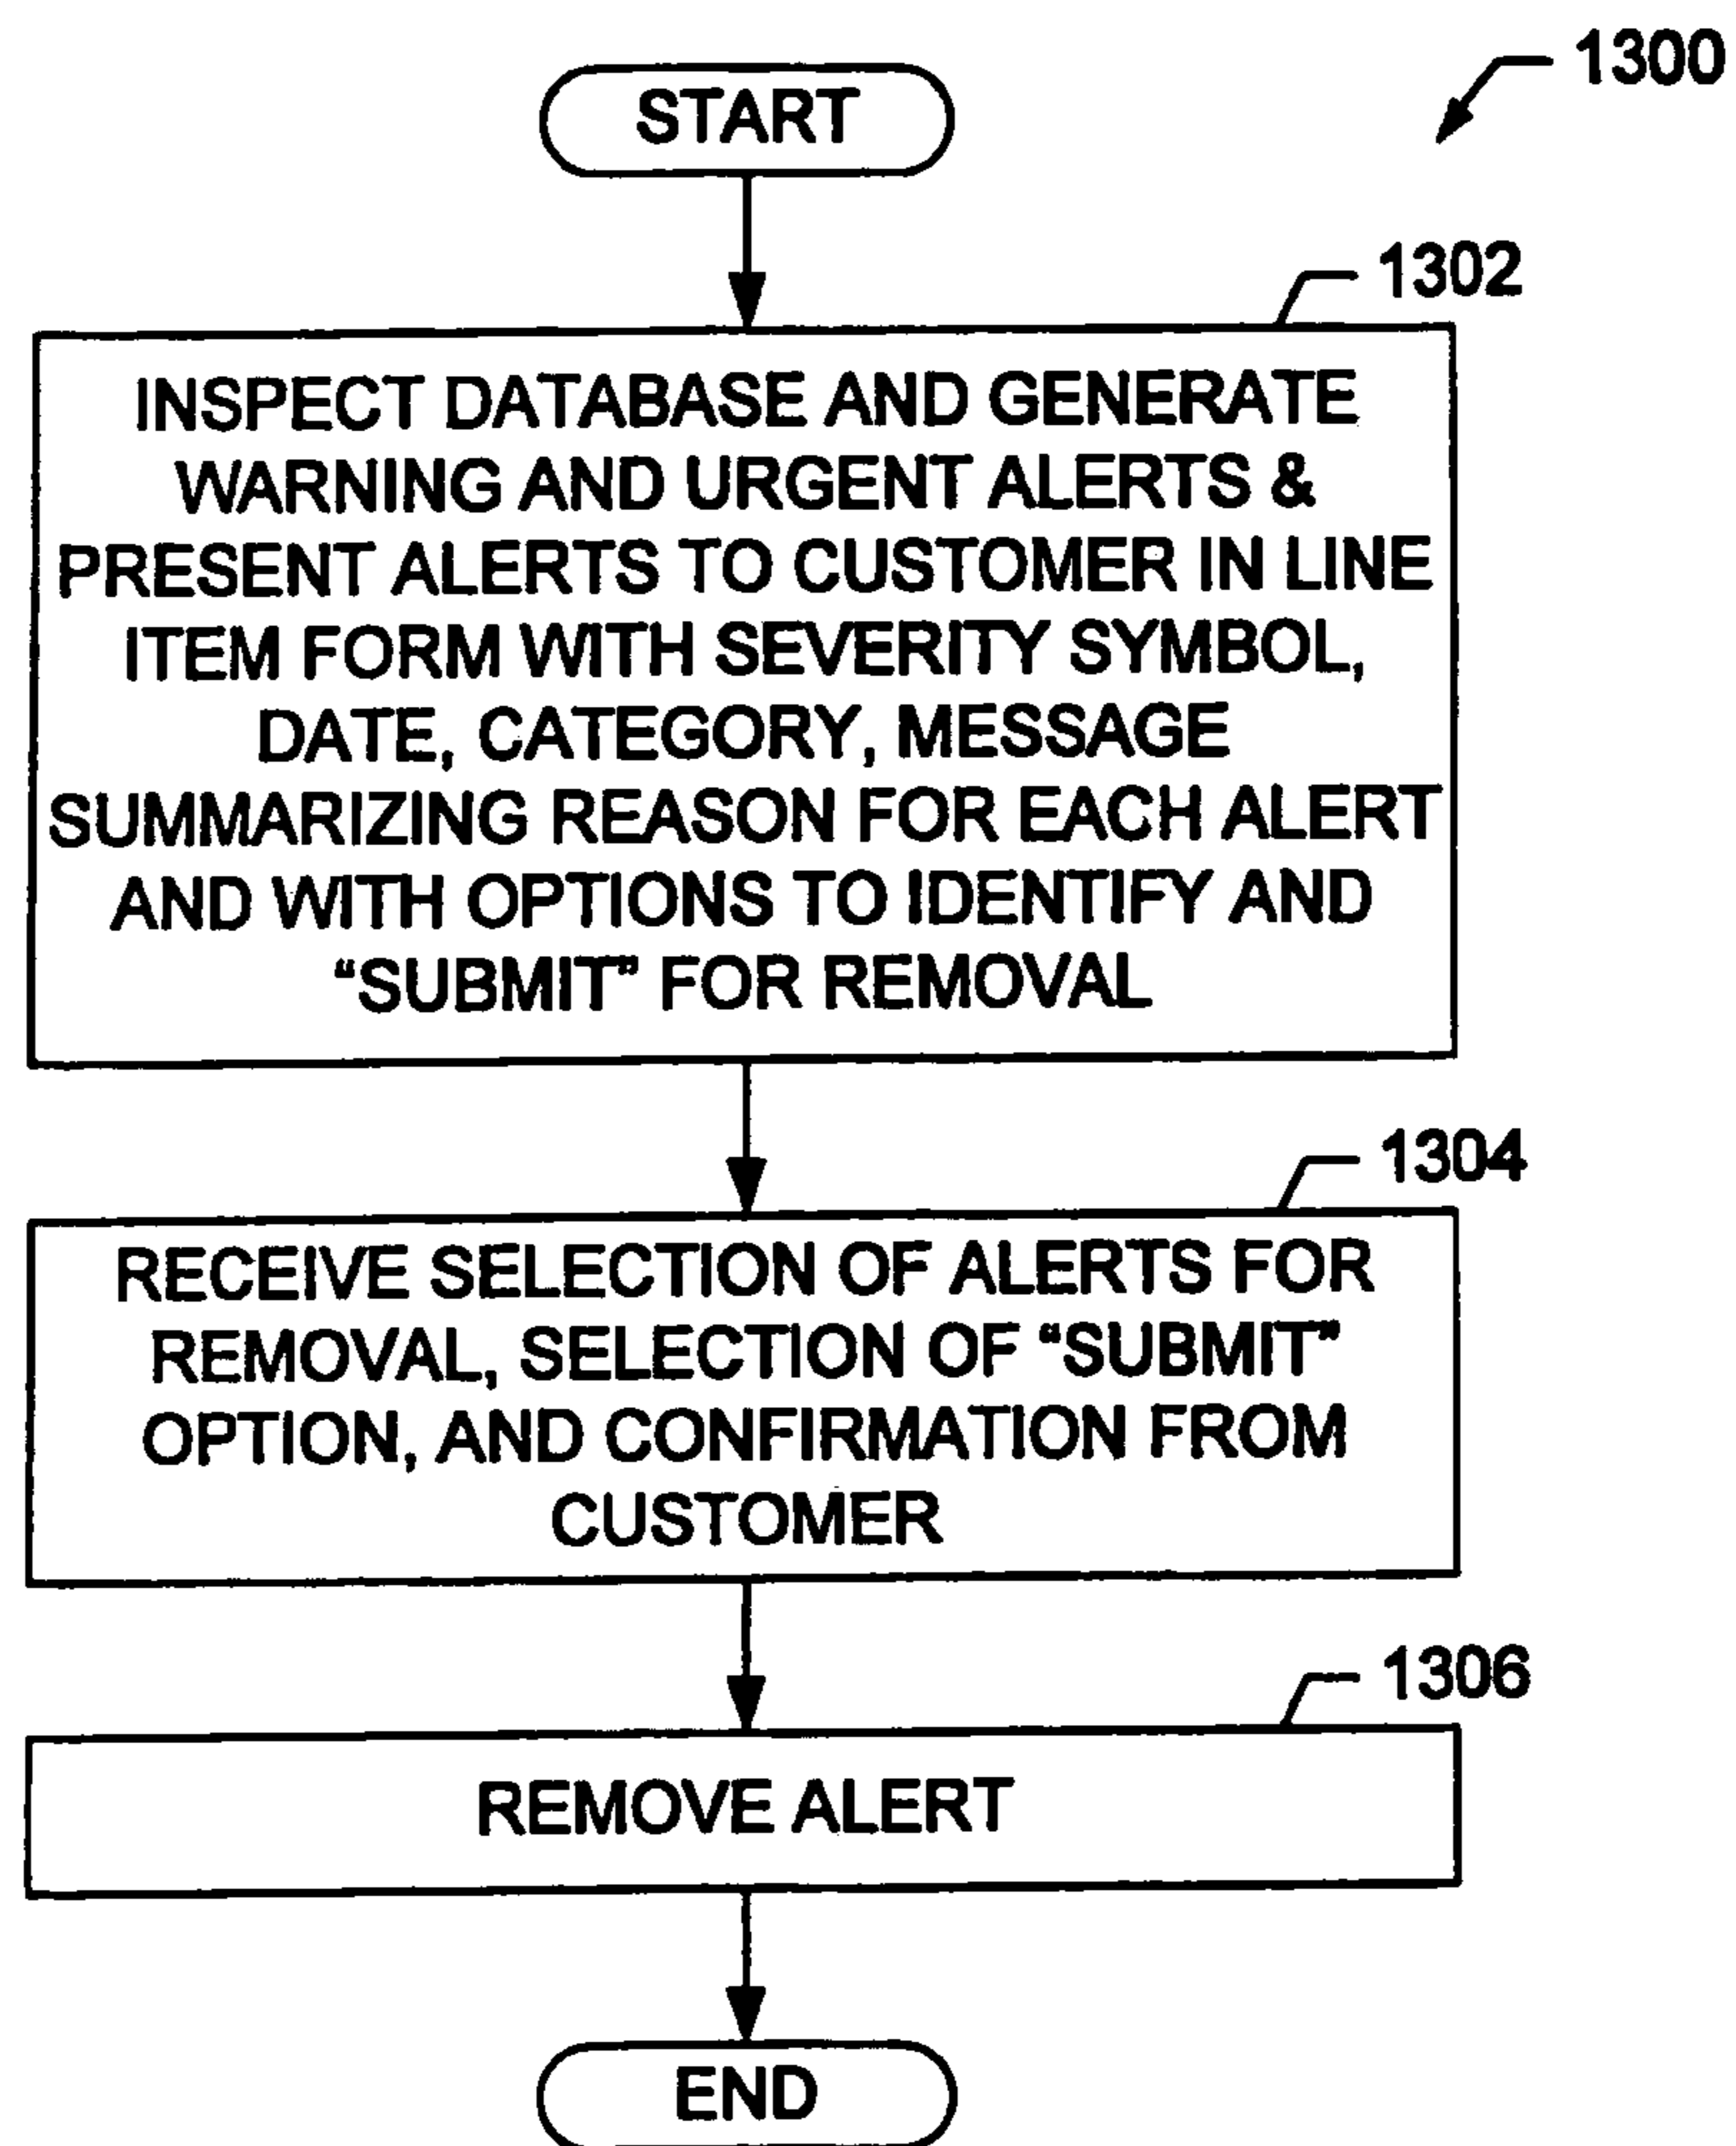 1300
START
1302
INSPECT DATABASE AND GENERATE
WARNING AND URGENT ALERTS &
PRESENT ALERTS TO CUSTOMER IN LINE
ITEM FORM WITH SEVERITY SYMBOL,
DATE, CATEGORY, MESSAGE
SUMMARIZING REASON FOR EACH ALERT
AND WITH OPTIONS TO IDENTIFY AND
“SUBMIT” FOR REMOVAL
1304
RECEIVE SELECTION OF ALERTS FOR
REMOVAL, SELECTION OF “SUBMIT”
OPTION, AND CONFIRMATION FROM
CUSTOMER
1306
REMOVE ALERT
END